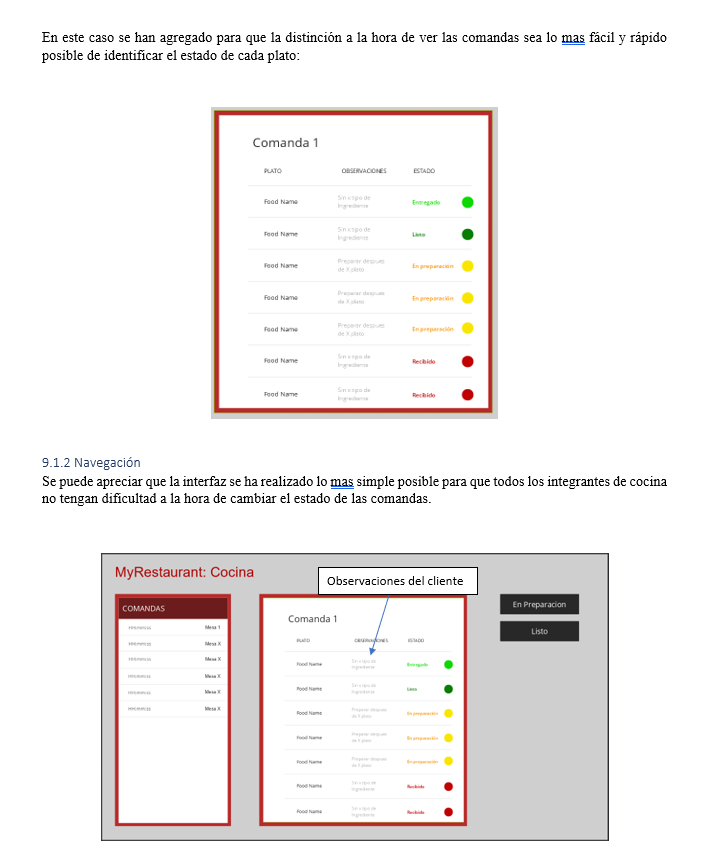 En este caso se han agregado para que la distinción a la hora de ver las comandas sea lo mas fácil y rápido
posible de identificar el estado de cada plato:
Comanda 1
PLATO OBSERVACIONES ESTADO
Food Name Sin x tipo de Ingrediente Entregado
Food Name Sin x tipo de Ingrediente Listo
Food Name Preparar despues de X plato En preparación
Food Name Preparar despues de X plato En preparación
Food Name Preparar despues de X plato En preparación
Food Name Sin x tipo de Ingrediente Recibido
Food Name Sin x tipo de Ingrediente Recibido
9.1.2 Navegación
Se puede apreciar que la interfaz se ha realizado lo mas simple posible para que todos los integrantes de cocina
no tengan dificultad a la hora de cambiar el estado de las comandas.
MyRestaurant: Cocina
Observaciones del cliente
COMANDAS
Mesa 1
Mesa X
Mesa X
Mesa X
Mesa X
Mesa X
Comanda 1
PLATO OBSERVACIONES ESTADO
Food Name Sin x tipo de Ingrediente Entregado
Food Name Sin x tipo de Ingrediente Listo
Food Name Preparar despues de X plato En preparación
Food Name Preparar despues de X plato En preparación
Food Name Preparar despues de X plato En preparación
Food Name Sin x tipo de Ingrediente Recibido
Food Name Sin x tipo de Ingrediente Recibido
En Preparacion
Listo